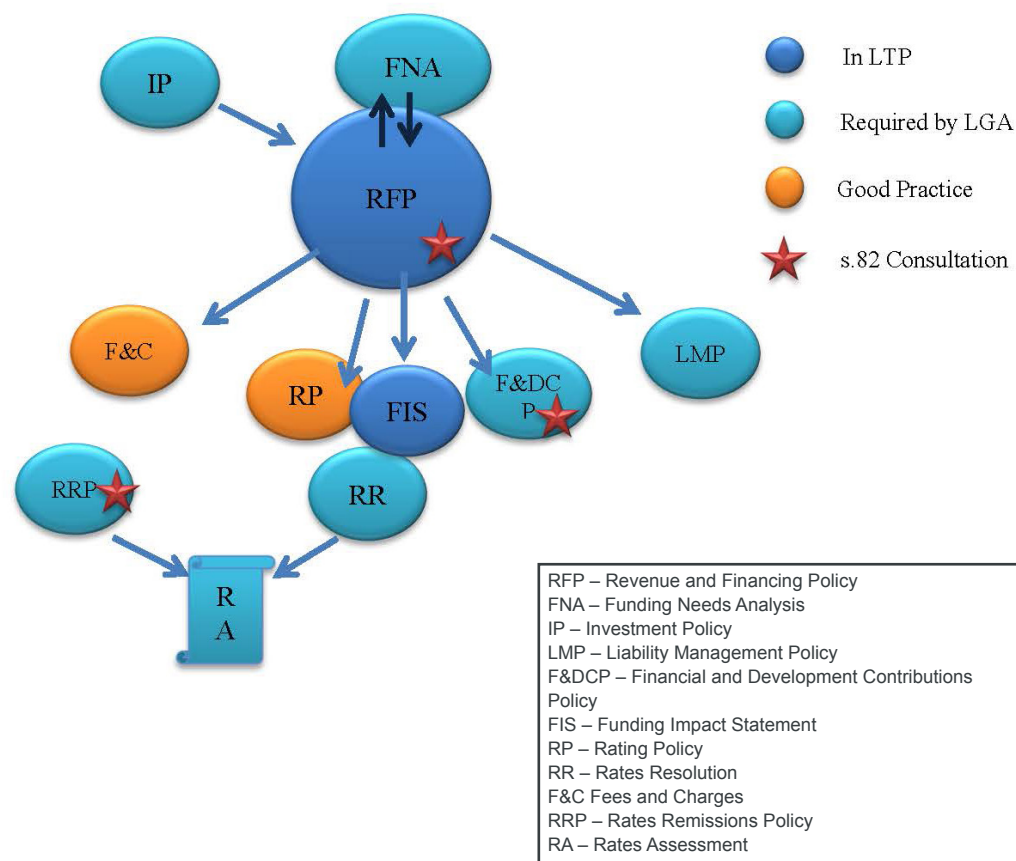 IP
FNA
In LTP
Required by LGA
RFP
Good Practice
s.82 Consultation
F&C
RP
FIS
F&DC
P
LMP
RRP
RR
R
A
RFP – Revenue and Financing Policy
FNA – Funding Needs Analysis
IP – Investment Policy
LMP – Liability Management Policy
F&DCP – Financial and Development Contributions
Policy
FIS – Funding Impact Statement
RP – Rating Policy
RR – Rates Resolution
F&C Fees and Charges
RRP – Rates Remissions Policy
RA – Rates Assessment